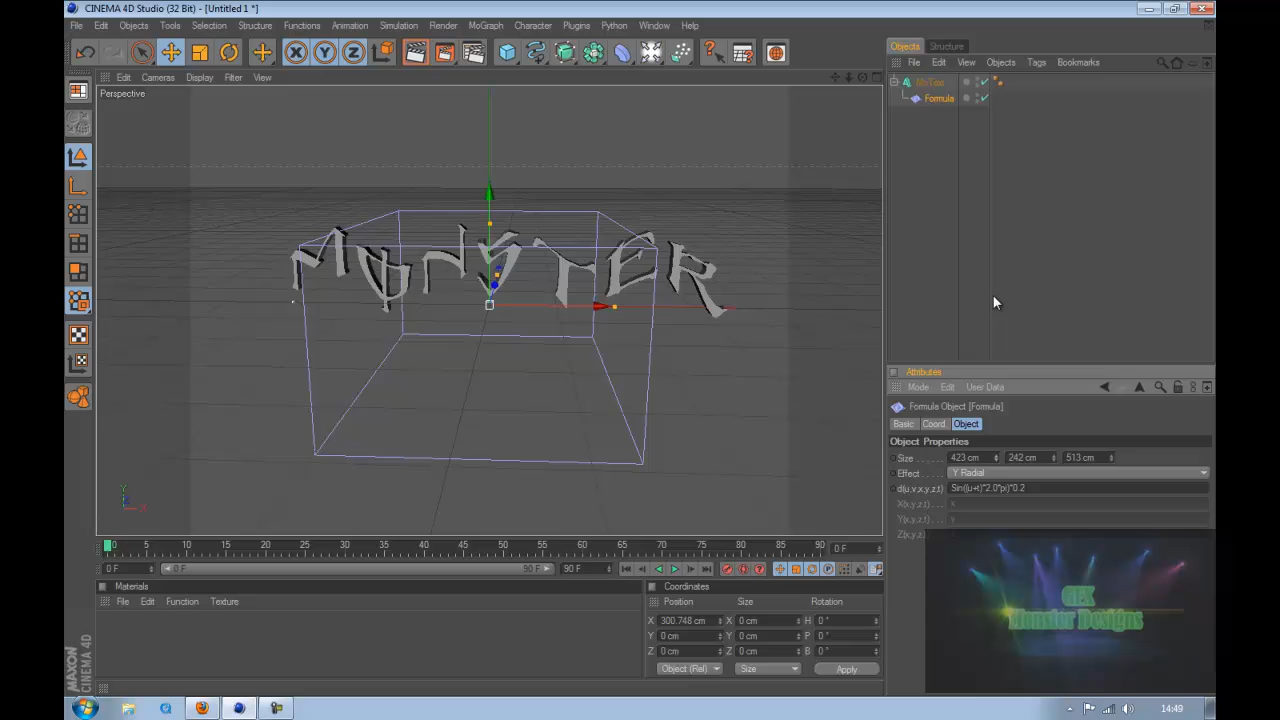 CINEMA 4D Studio (32 Bit) - [Untitled 1 *]
File Edit Objects Tools Selection Structure Functions Animation Simulation Render MoGraph Character Plugins Python Window Help
X Y Z
Objects Structure
File Edit View Objects Tags Bookmarks
Edit Cameras Display Filter View
MoText
Formula
Perspective
MONSTER
Y
X
Attributes
Mode Edit User Data
Formula Object [Formula]
Basic Coord. Object
Object Properties
Size 423 cm 242 cm 513 cm
Effect Y Radial
d(u,v,x,y,z,t) Sin((u+t)*2.0*pi)*0.2
X(x,y,z,t) x
Y(x,y,z,t) y
Z(x,y,z,t)
0 5 10 15 20 25 30 35 40 45 50 55 60 65 70 75 80 85 90 0 F
0 F 0 F 90 F 90 F
Materials
File Edit Function Texture
Coordinates
Position Size Rotation
X 300.748 cm X 0 cm H 0 °
Y 0 cm Y 0 cm P 0 °
Z 0 cm Z 0 cm B 0 °
Object (Rel) Size Apply
GFX
Monster Designs
MAXON
CINEMA 4D
14:49